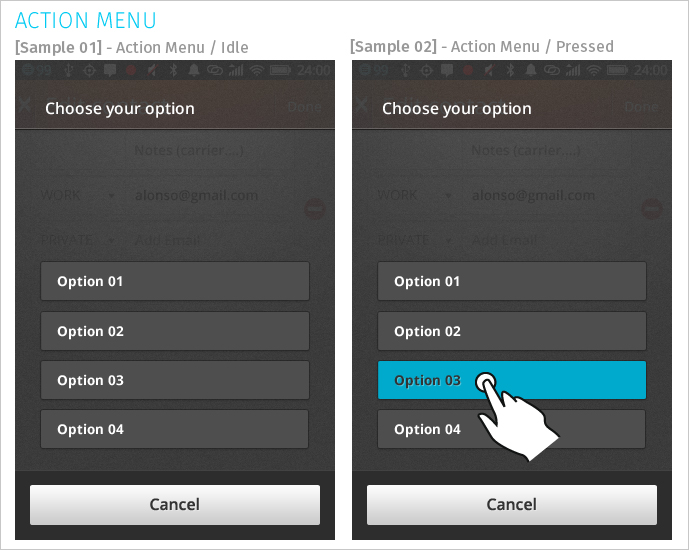 ACTION MENU
[Sample 01] - Action Menu / Idle
99 24:00
Done
Choose your option
Notes (carrier....)
WORK alonso@gmail.com
PRIVATE Add Email
Option 01
Option 02
Option 03
Option 04
Cancel
[Sample 02] - Action Menu / Pressed
99 24:00
Done
Choose your option
Notes (carrier....)
WORK alonso@gmail.com
PRIVATE Add Email
Option 01
Option 02
Option 03
Option 04
Cancel